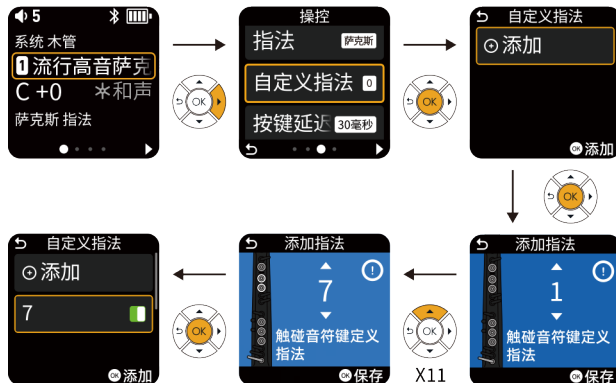 5
系统 木管
1 流行高音萨克
C +0 ∗和声
萨克斯 指法
OK
操控
指法 萨克斯
自定义指法 0
按键延迟 30毫秒
OK
自定义指法
添加
OK 添加
OK
添加指法
1
触碰音符键定义
指法
OK 保存
OK
X11
添加指法
7
触碰音符键定义
指法
OK 保存
OK
自定义指法
添加
7
OK 添加